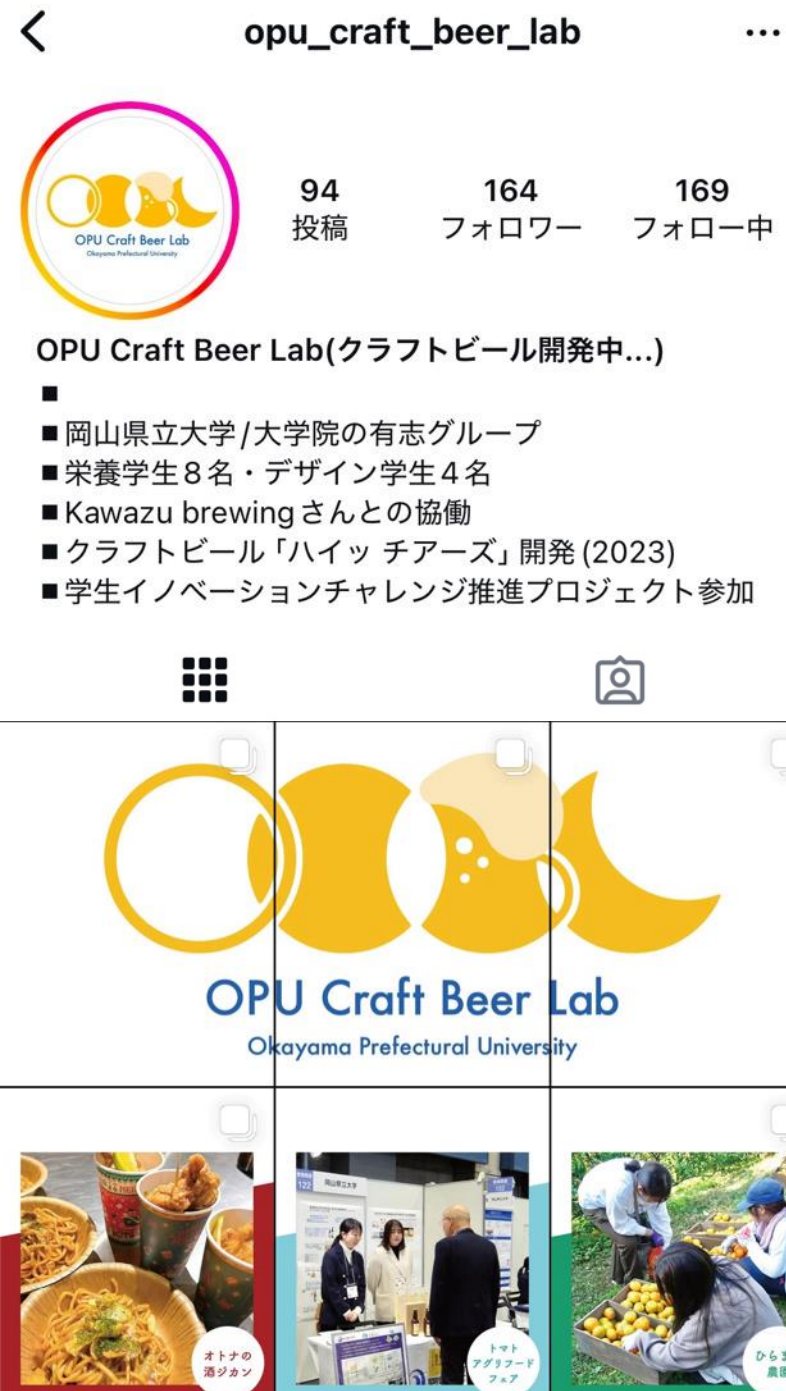 opu_craft_beer_lab
OPU Craft Beer Lab
Okayama Prefectural University
94
投稿
164
フォロワー
169
フォロー中
OPU Craft Beer Lab(クラフトビール開発中...)
■
■岡山県立大学/大学院の有志グループ
■栄養学生8名・デザイン学生4名
■Kawazu brewingさんとの協働
■クラフトビール「ハイッ チアーズ」開発(2023)
■学生イノベーションチャレンジ推進プロジェクト参加
OPU Craft Beer Lab
Okayama Prefectural University
オトナの
酒ジカン
122
岡山県立大学
トマト
アグリフード
フェア
ひらま
農園